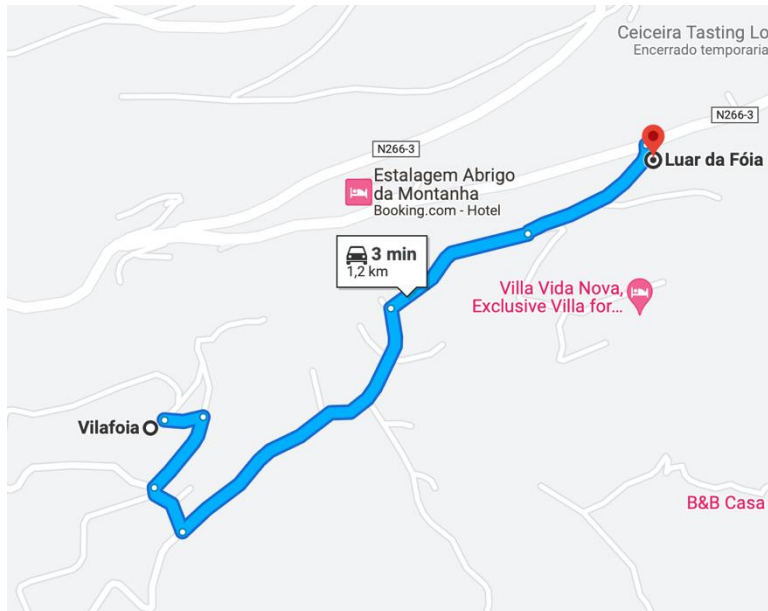 Ceiceira Tasting Lo
Encerrado temporaria
N266-3
N266-3
Luar da Fóia
Estalagem Abrigo
da Montanha
Booking.com - Hotel
3 min
1,2 km
Villa Vida Nova,
Exclusive Villa for...
Vilafoia
B&B Casa